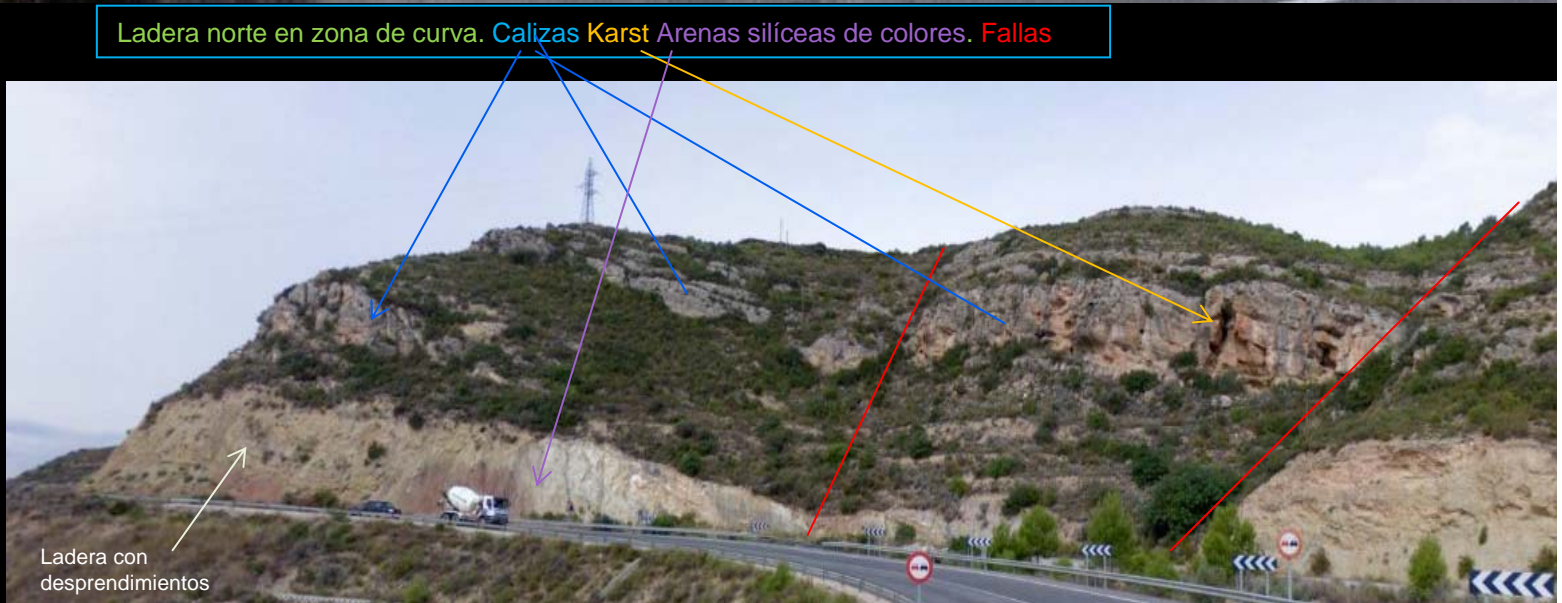 Ladera norte en zona de curva. Calizas Karst Arenas silíceas de colores. Fallas
Ladera con
desprendimientos